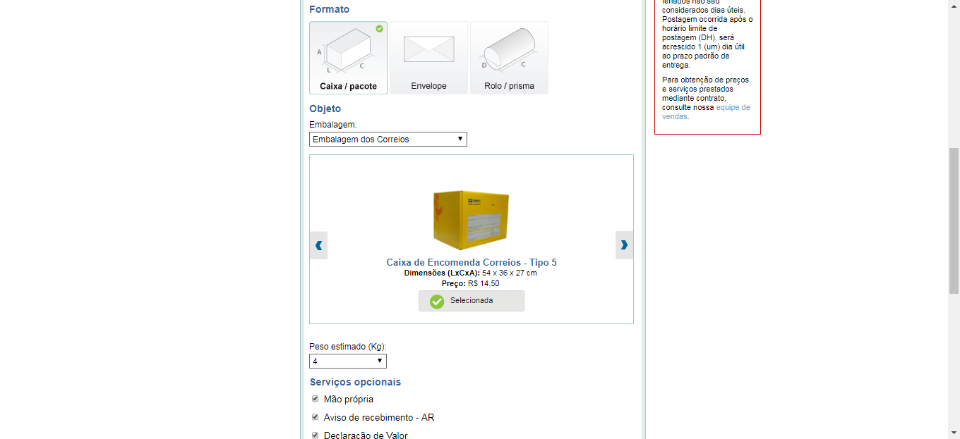 Formato
A
L
C
Caixa / pacote
Envelope
D
C
Rolo / prisma
Objeto
Embalagem:
Embalagem dos Correios
Caixa de Encomenda Correios - Tipo 5
Dimensões (LxCxA): 54 x 36 x 27 cm
Preço: R$ 14,50
Selecionada
Peso estimado (Kg):
4
Serviços opcionais
Mão própria
Aviso de recebimento - AR
Declaração de Valor
feriados não são
considerados dias úteis.
Postagem ocorrida após o
horário limite de
postagem (DH), será
acrescido 1 (um) dia útil
ao prazo padrão de
entrega.
Para obtenção de preços
e serviços prestados
mediante contrato,
consulte nossa equipe de
vendas.